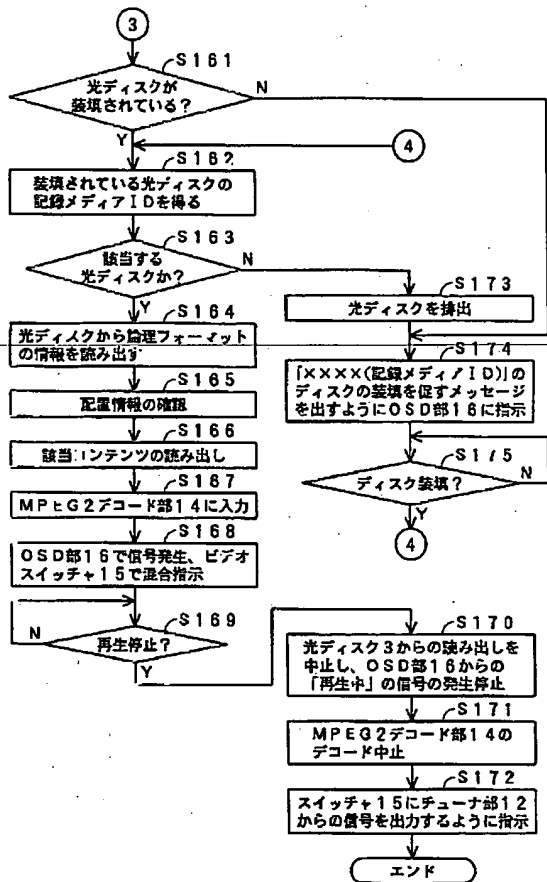 3
S161
光ディスクが
装填されている?
N
Y
4
S162
装填されている光ディスクの
記録メディアIDを得る
S163
該当する
光ディスクか?
N
Y
S164
光ディスクから論理フォーマット
の情報を読み出す
S165
配置情報の確認
S166
該当コンテンツの読み出し
S167
MPEG2デコード部14に入力
S168
OSD部16で信号発生、ビデオ
スイッチャ15で混合指示
S169
再生停止?
N
Y
S173
光ディスクを排出
S174
「××××(記録メディアID)」の
ディスクの装填を促すメッセージ
を出すようにOSD部16に指示
S175
ディスク装填?
N
Y
4
S170
光ディスク3からの読み出しを
中止し、OSD部16からの
「再生中」の信号の発生停止
S171
MPEG2デコード部14の
デコード中止
S172
スイッチャ15にチューナ部12
からの信号を出力するように指示
エンド